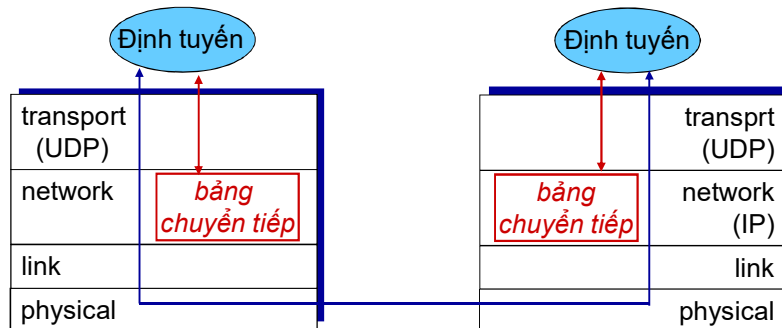 Định tuyến
transport
(UDP)
network
bảng
chuyển tiếp
link
physical
Định tuyến
transprt
(UDP)
bảng
chuyển tiếp
network
(IP)
link
physical